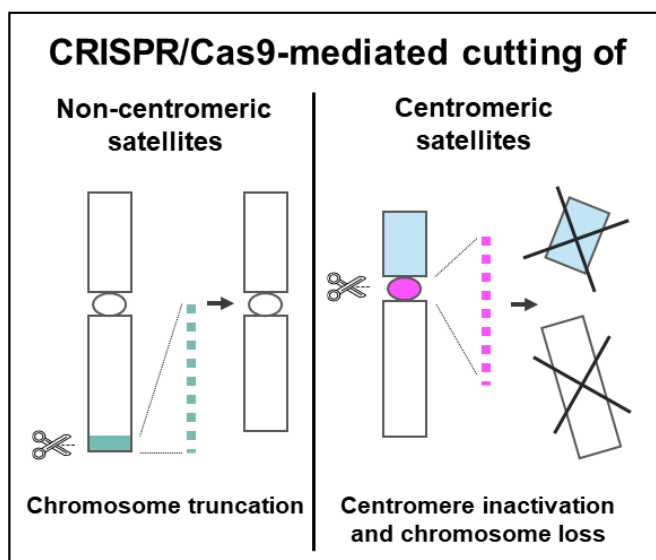 CRISPR/Cas9-mediated cutting of
Non-centromeric
satellites
Centromeric
satellites
Chromosome truncation
Centromere inactivation
and chromosome loss